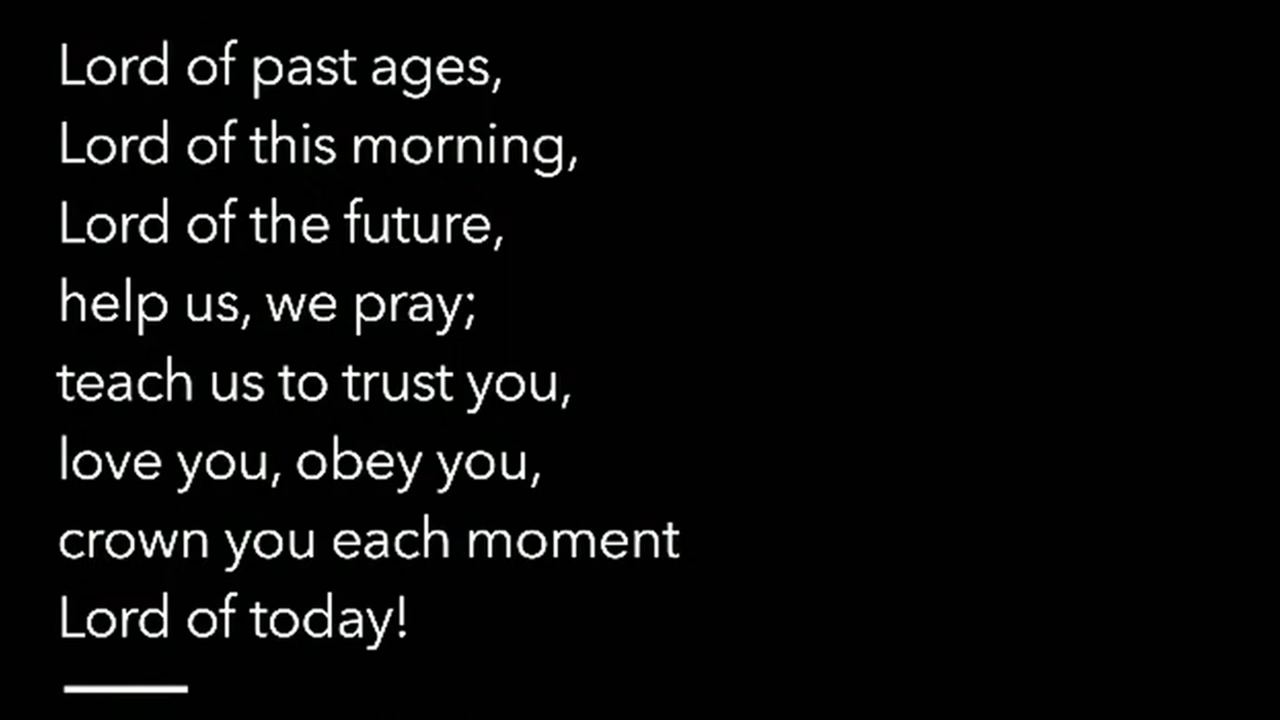 Lord of past ages,
Lord of this morning,
Lord of the future,
help us, we pray;
teach us to trust you,
love you, obey you,
crown you each moment
Lord of today!